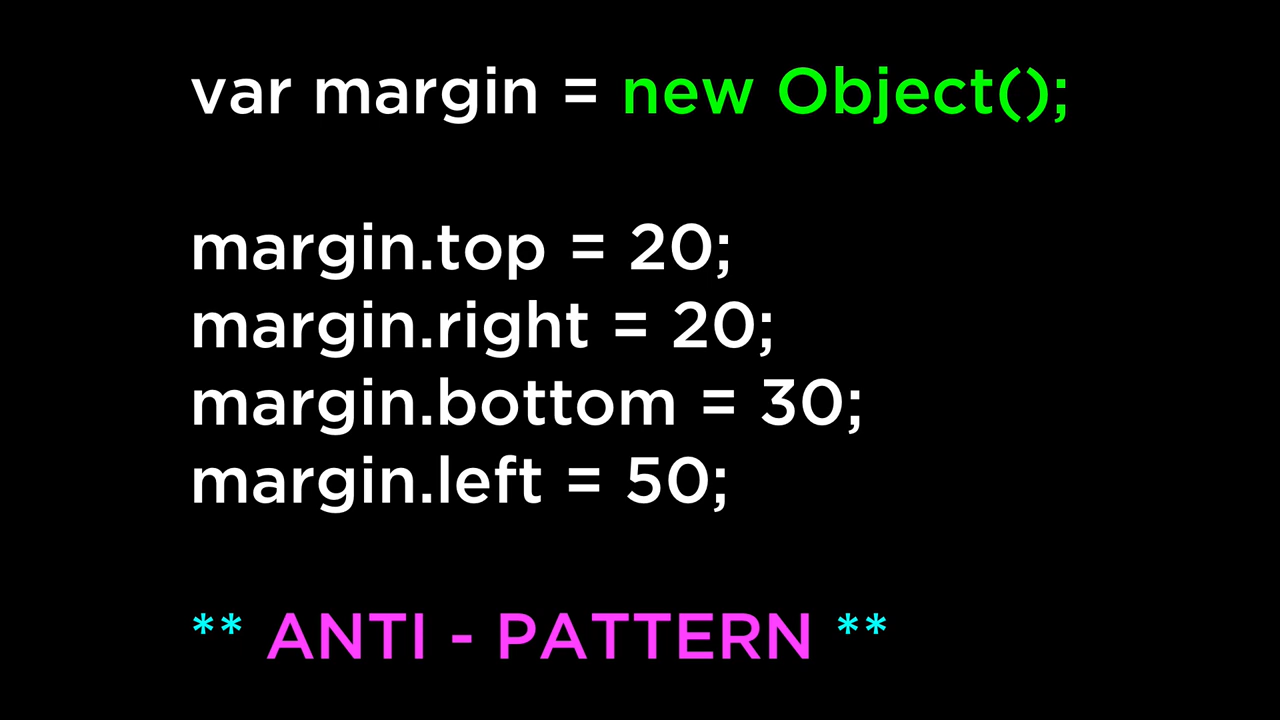 var margin = new Object();
margin.top = 20;
margin.right = 20;
margin.bottom = 30;
margin.left = 50;
** ANTI - PATTERN **